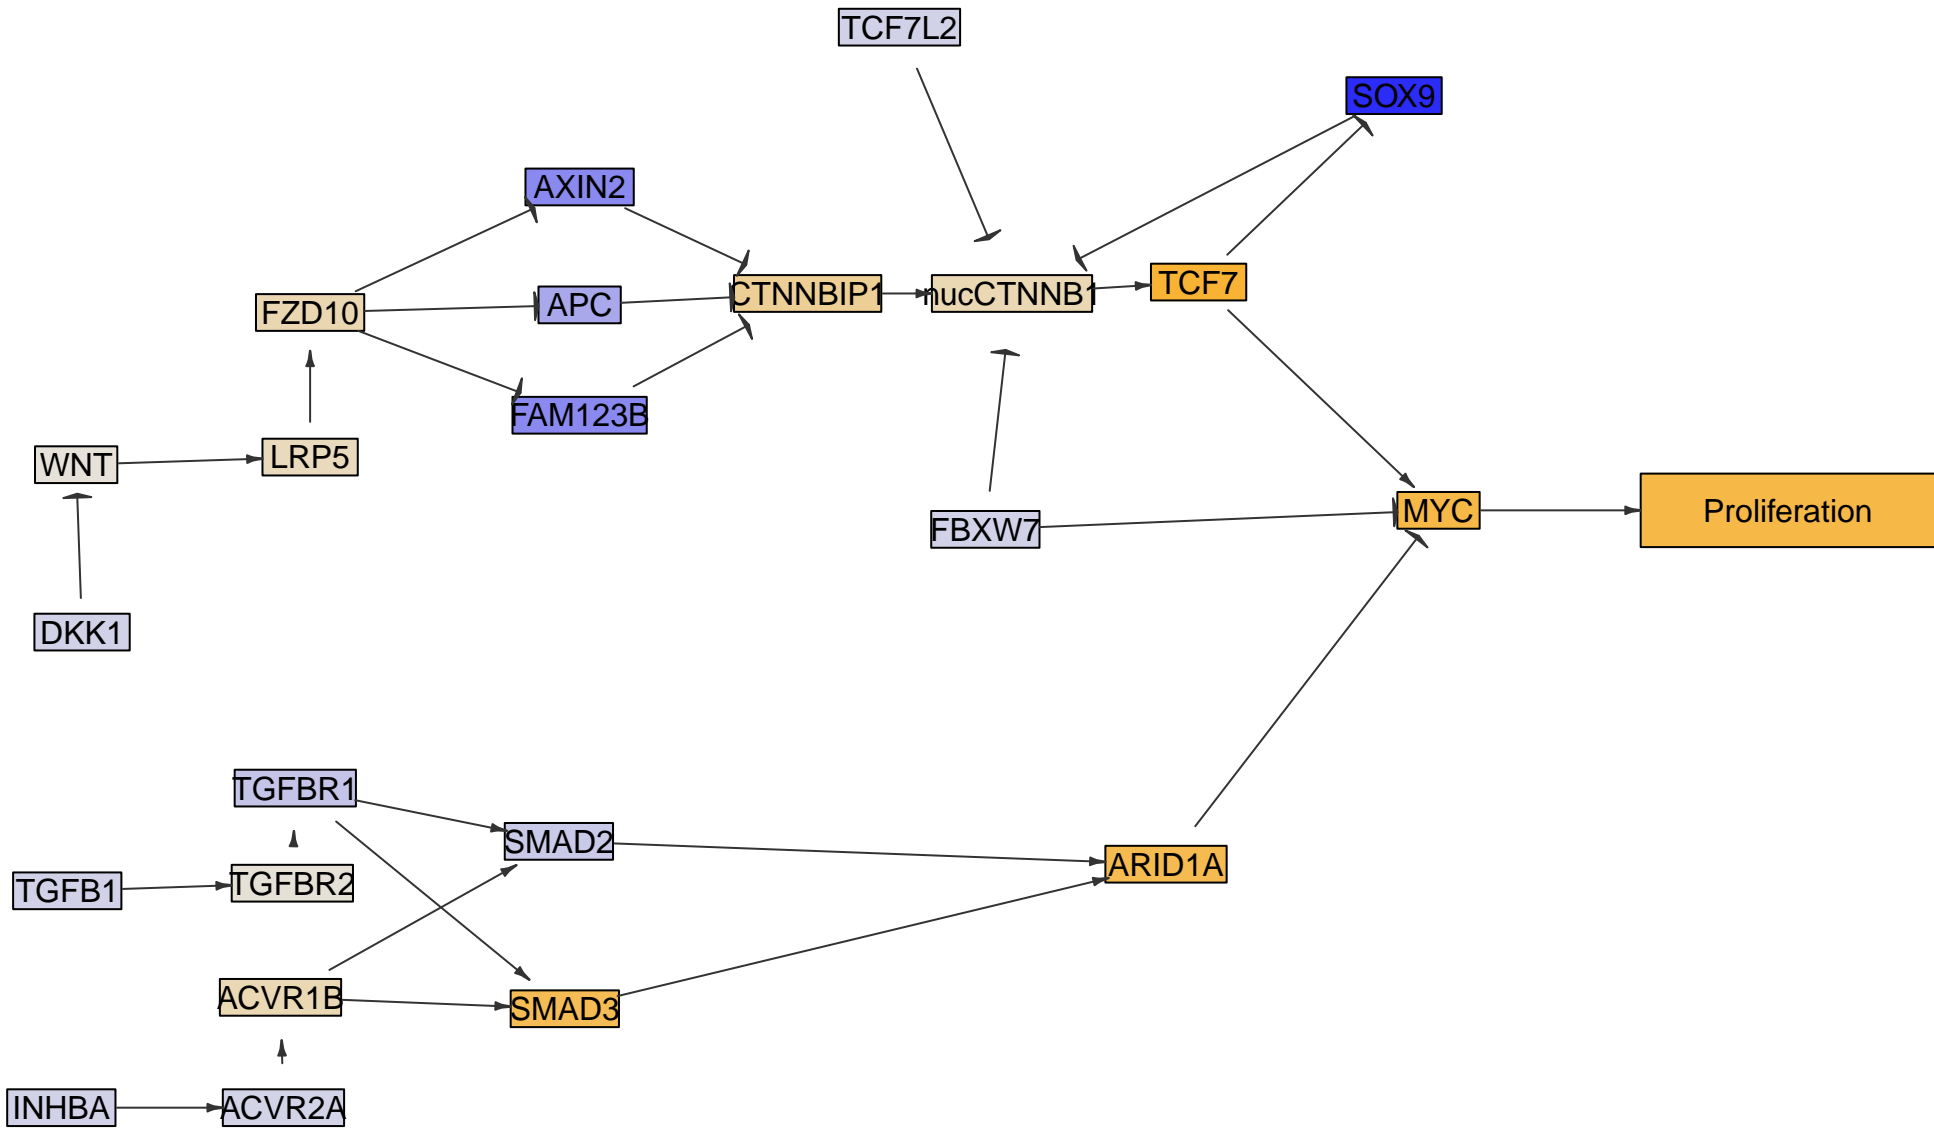 TCF7L2
SOX9
AXIN2
FZD10
APC
CTNNBIP1
nucCTNNB1
TCF7
FAM123B
WNT
LRP5
FBXW7
MYC
Proliferation
DKK1
TGFBR1
SMAD2
TGFB1
TGFBR2
ARID1A
ACVR1B
SMAD3
INHBA
ACVR2A